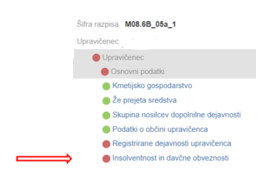 Šifra razpisa M08.6B_05a_1
Upravičenec
Upravičenec
Osnovni podatki
Kmetijsko gospodarstvo
Že prejeta sredstva
Skupina nosilcev dopolnilne dejavnosti
Podatki o občini upravičenca
Registrirane dejavnosti upravičenca
Insolventnost in davčne obveznosti